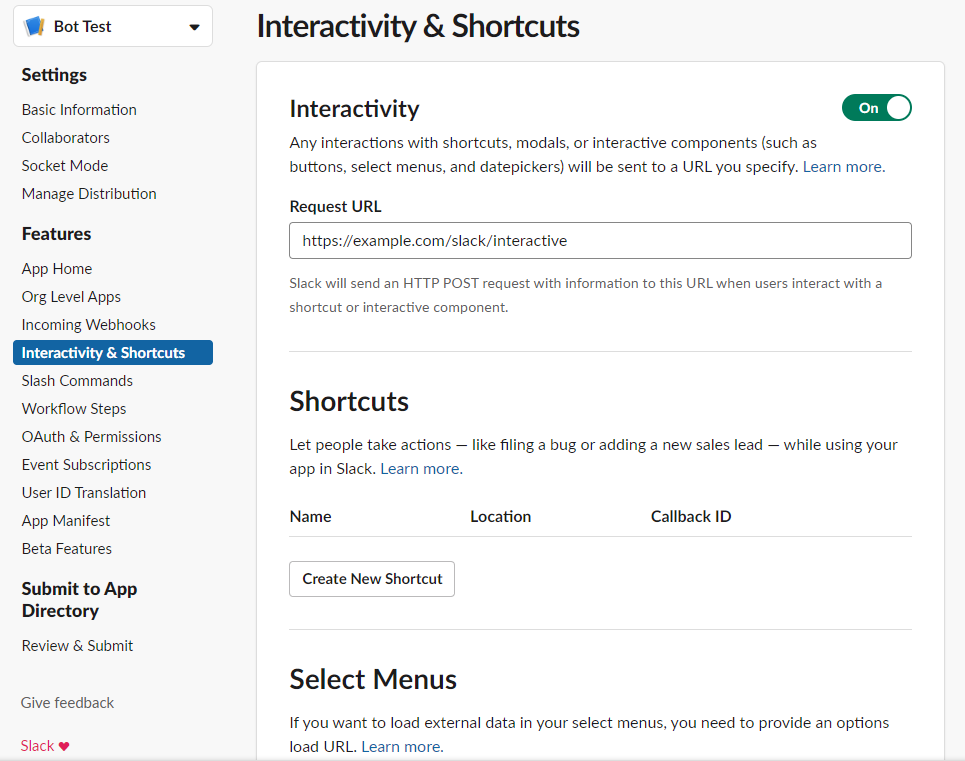 Bot Test
Settings
Basic Information
Collaborators
Socket Mode
Manage Distribution
Features
App Home
Org Level Apps
Incoming Webhooks
Interactivity & Shortcuts
Slash Commands
Workflow Steps
OAuth & Permissions
Event Subscriptions
User ID Translation
App Manifest
Beta Features
Submit to App
Directory
Review & Submit
Give feedback
Slack ♥
Interactivity & Shortcuts
Interactivity
On
Any interactions with shortcuts, modals, or interactive components (such as
buttons, select menus, and datepickers) will be sent to a URL you specify. Learn more.
Request URL
https://example.com/slack/interactive
Slack will send an HTTP POST request with information to this URL when users interact with a
shortcut or interactive component.
Shortcuts
Let people take actions — like filing a bug or adding a new sales lead — while using your
app in Slack. Learn more.
Name Location Callback ID
Create New Shortcut
Select Menus
If you want to load external data in your select menus, you need to provide an options
load URL. Learn more.